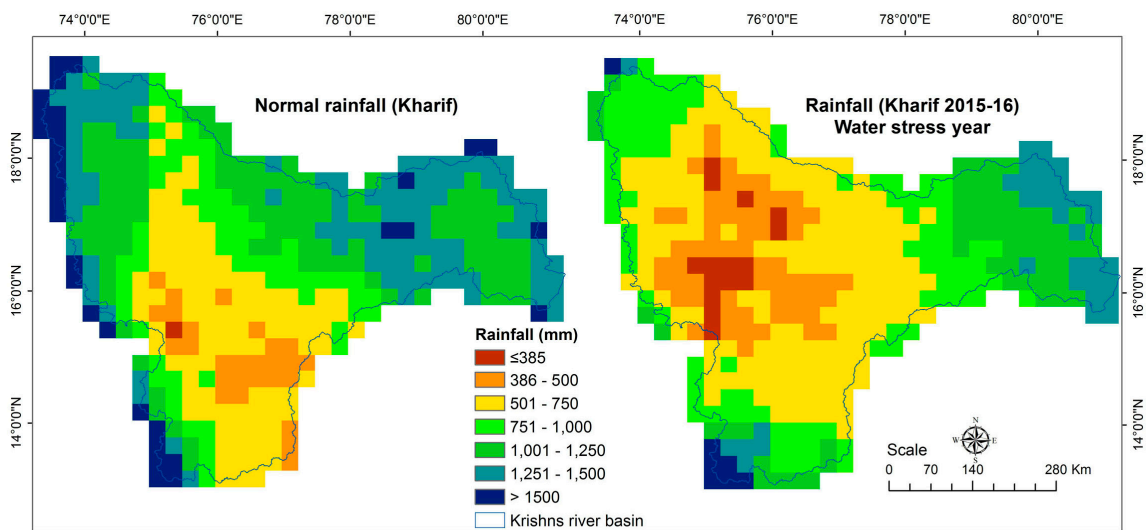 74°0'0"E 76°0'0"E 78°0'0"E 80°0'0"E 74°0'0"E 76°0'0"E 78°0'0"E 80°0'0"E
Normal rainfall (Kharif)
Rainfall (Kharif 2015-16)
Water stress year
18°0'0"N
16°0'0"N
14°0'0"N
18°0'0"N
16°0'0"N
14°0'0"N
Rainfall (mm)
≤385
386 - 500
501 - 750
751 - 1,000
1,001 - 1,250
1,251 - 1,500
> 1500
Krishns river basin
N
W E
S
Scale
0 70 140 280 Km